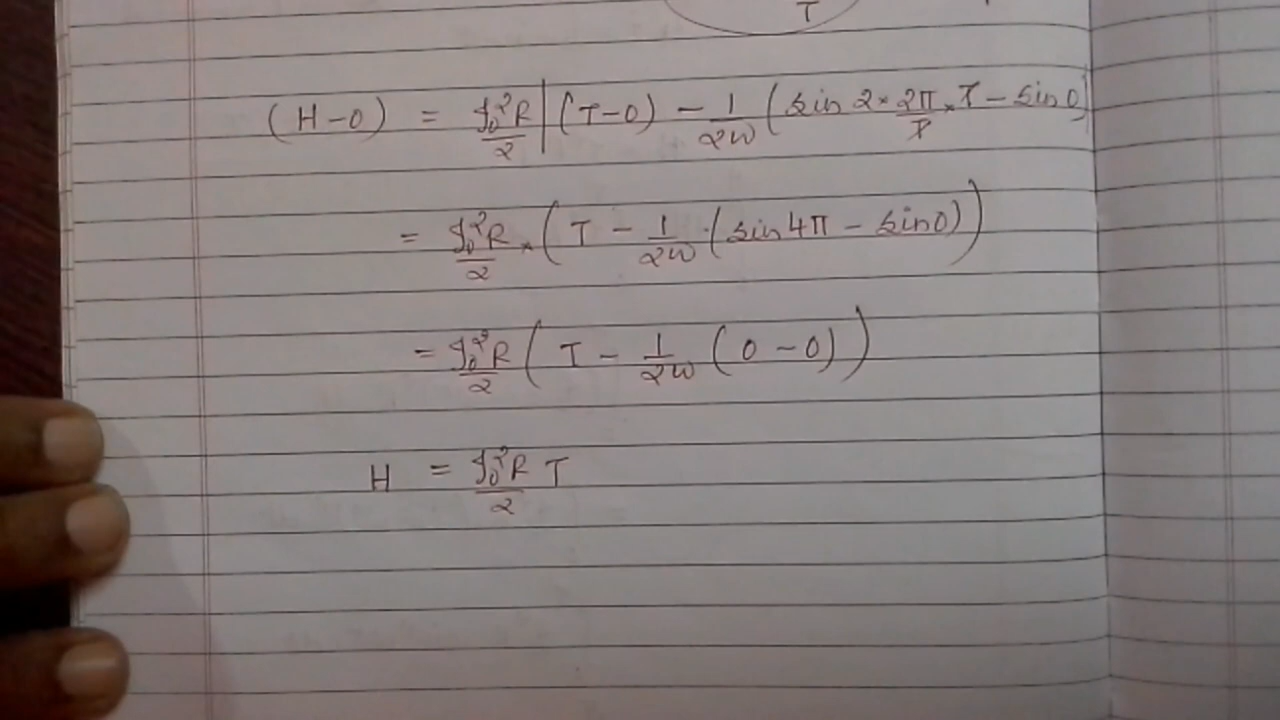 T
(H-0) = I₀²R/2 |(T-0) - 1/2ω (sin 2 × 2π/T × T - sin 0
= I₀²R/2 × (T - 1/2ω · (sin 4π - sin 0))
= I₀²R/2 (T - 1/2ω (0 - 0))
H = I₀²R/2 T